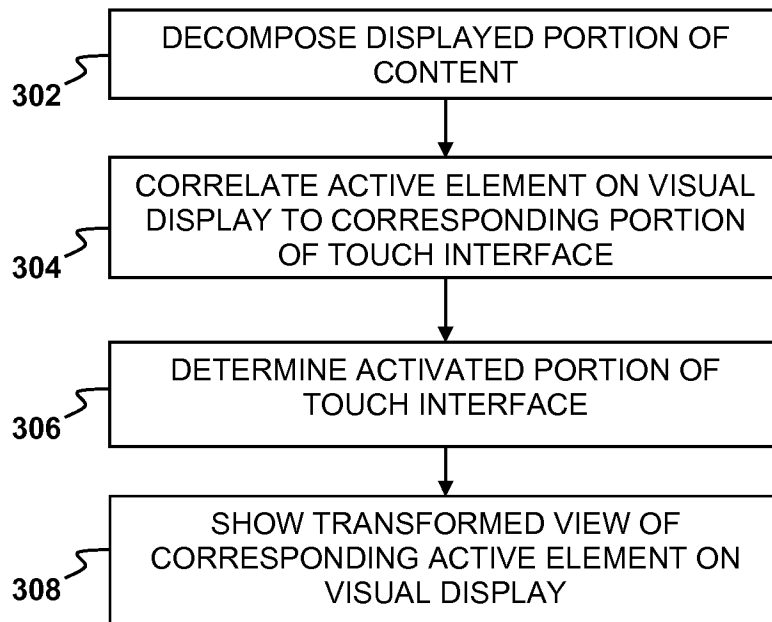 DECOMPOSE DISPLAYED PORTION OF
CONTENT
302
CORRELATE ACTIVE ELEMENT ON VISUAL
DISPLAY TO CORRESPONDING PORTION
OF TOUCH INTERFACE
304
DETERMINE ACTIVATED PORTION OF
TOUCH INTERFACE
306
SHOW TRANSFORMED VIEW OF
CORRESPONDING ACTIVE ELEMENT ON
VISUAL DISPLAY
308